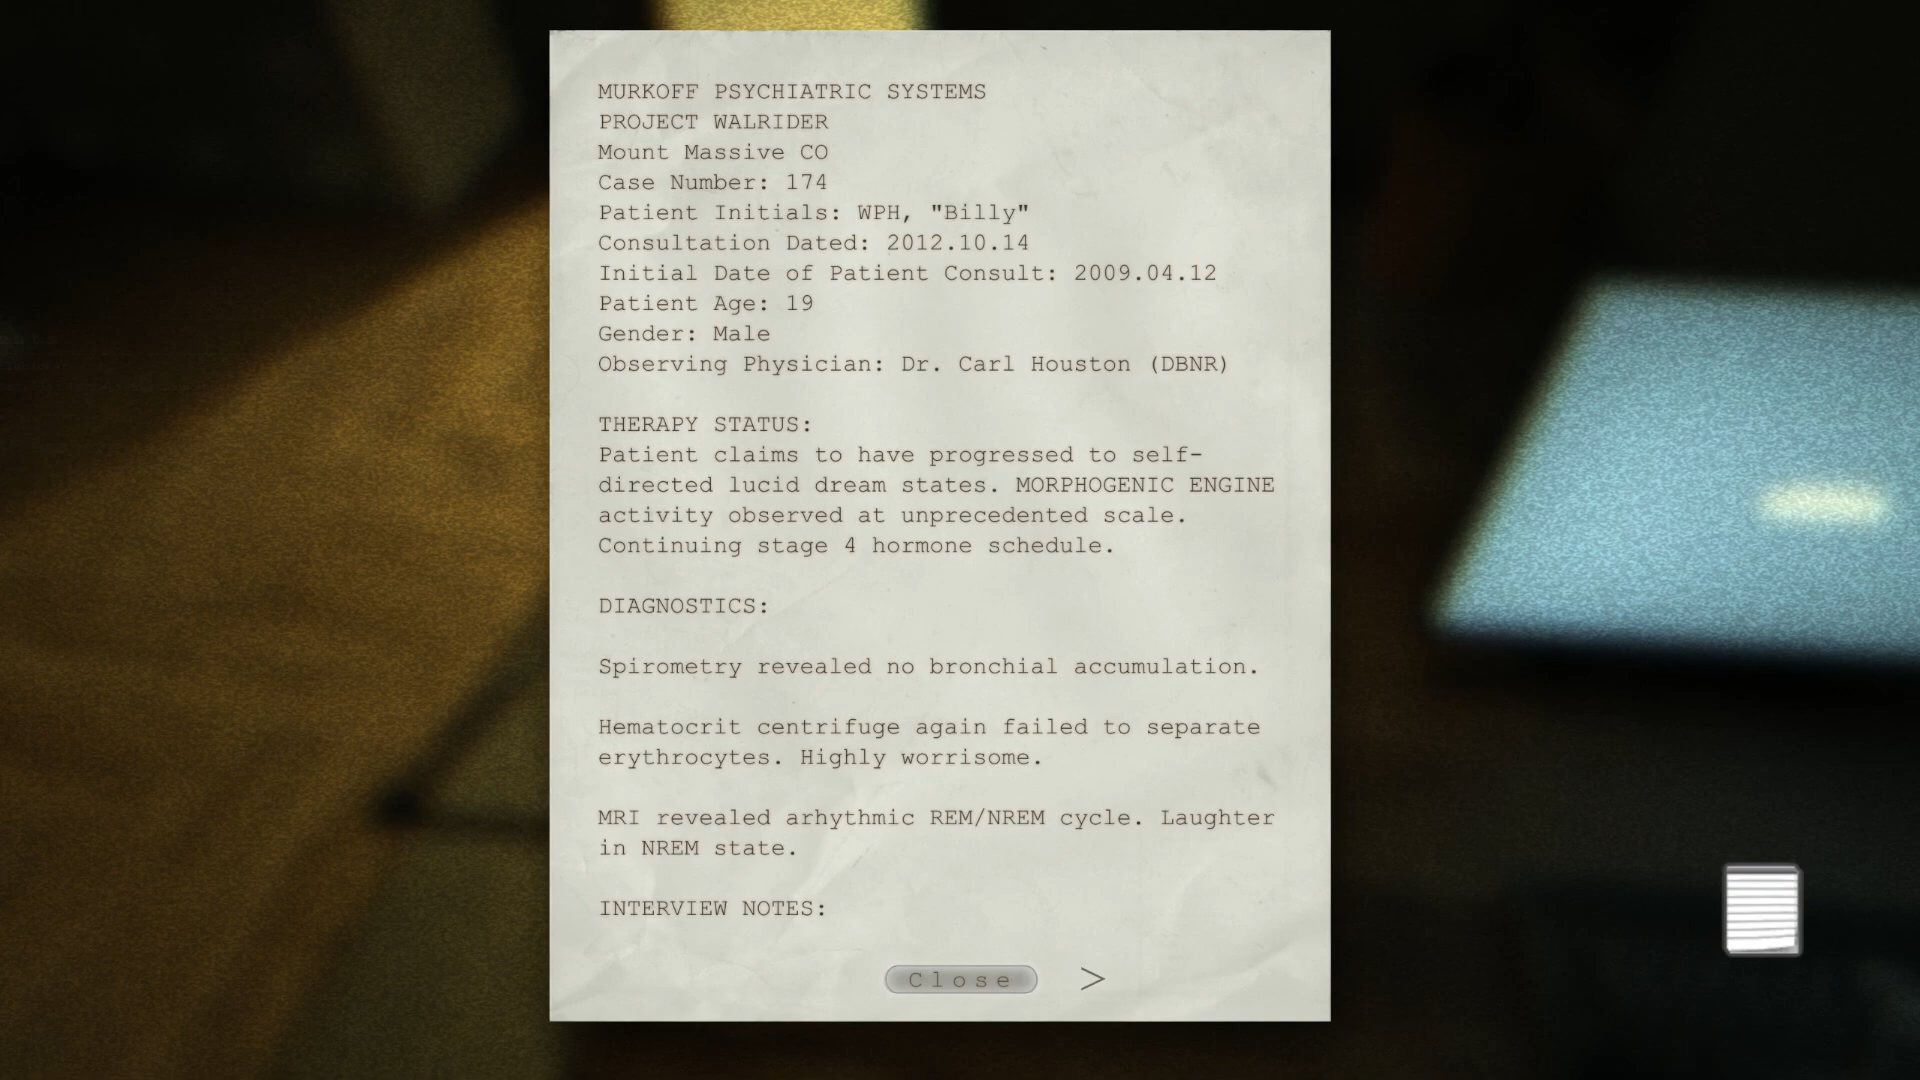 MURKOFF PSYCHIATRIC SYSTEMS
PROJECT WALRIDER
Mount Massive CO
Case Number: 174
Patient Initials: WPH, "Billy"
Consultation Dated: 2012.10.14
Initial Date of Patient Consult: 2009.04.12
Patient Age: 19
Gender: Male
Observing Physician: Dr. Carl Houston (DBNR)
THERAPY STATUS:
Patient claims to have progressed to self-
directed lucid dream states. MORPHOGENIC ENGINE
activity observed at unprecedented scale.
Continuing stage 4 hormone schedule.
DIAGNOSTICS:
Spirometry revealed no bronchial accumulation.
Hematocrit centrifuge again failed to separate
erythrocytes. Highly worrisome.
MRI revealed arhythmic REM/NREM cycle. Laughter
in NREM state.
INTERVIEW NOTES:
Close >